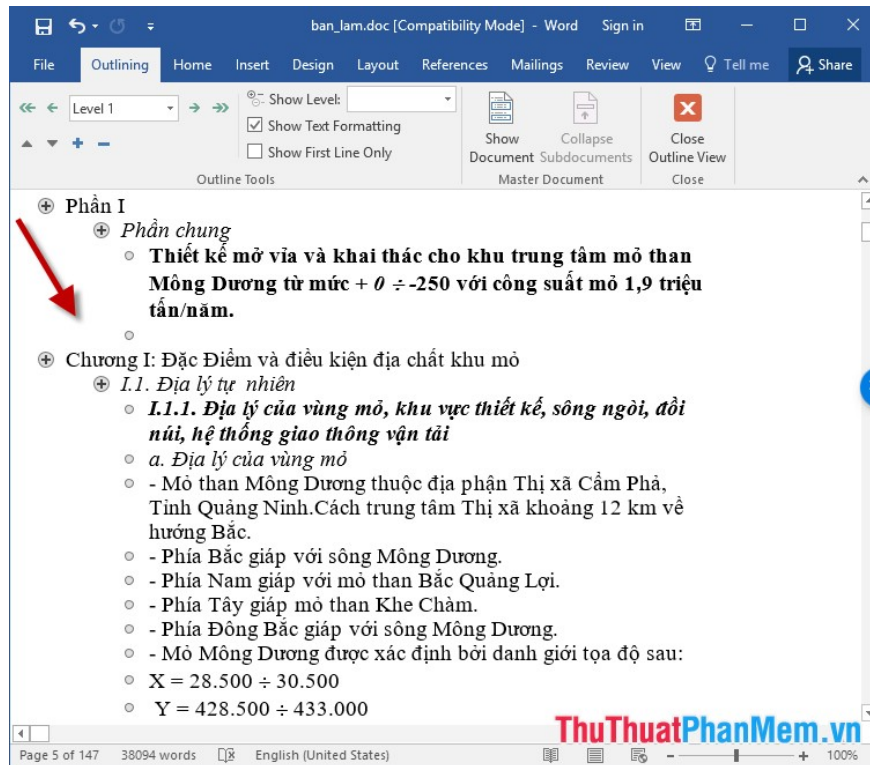 ban_lam.doc [Compatibility Mode] - Word Sign in
File Outlining Home Insert Design Layout References Mailings Review View Tell me Share
Level 1
Show Level:
Show Text Formatting
Show First Line Only
Outline Tools
Show Document
Collapse Subdocuments
Master Document
Close Outline View
Close
Phần I
Phần chung
Thiết kế mở vỉa và khai thác cho khu trung tâm mỏ than
Mông Dương từ mức + 0 ÷ -250 với công suất mỏ 1,9 triệu
tấn/năm.
Chương I: Đặc Điểm và điều kiện địa chất khu mỏ
I.1. Địa lý tự nhiên
I.1.1. Địa lý của vùng mỏ, khu vực thiết kế, sông ngòi, đồi
núi, hệ thống giao thông vận tải
a. Địa lý của vùng mỏ
- Mỏ than Mông Dương thuộc địa phận Thị xã Cẩm Phả,
Tỉnh Quảng Ninh.Cách trung tâm Thị xã khoảng 12 km về
hướng Bắc.
- Phía Bắc giáp với sông Mông Dương.
- Phía Nam giáp với mỏ than Bắc Quảng Lợi.
- Phía Tây giáp mỏ than Khe Chàm.
- Phía Đông Bắc giáp với sông Mông Dương.
- Mỏ Mông Dương được xác định bởi danh giới tọa độ sau:
X = 28.500 ÷ 30.500
Y = 428.500 ÷ 433.000
ThuThuatPhanMem.vn
Page 5 of 147 38094 words English (United States) 100%